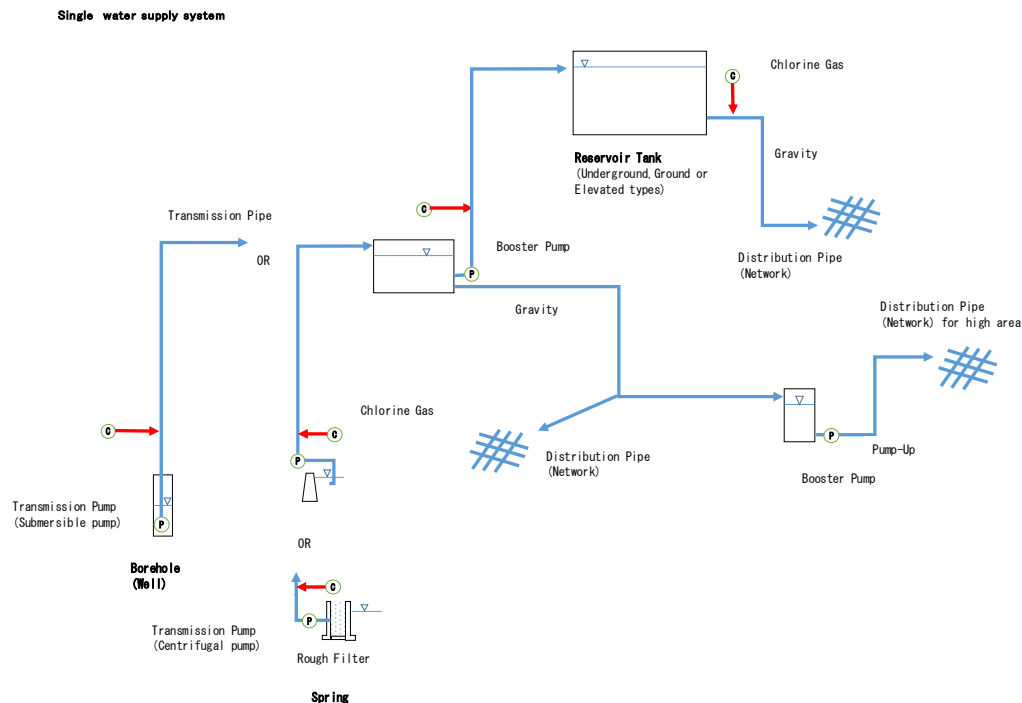 Single water supply system
Chlorine Gas
C
Gravity
Reservoir Tank
(Underground, Ground or
Elevated types)
C
Transmission Pipe
OR
Booster Pump
P
Distribution Pipe
(Network)
Gravity
Distribution Pipe
(Network) for high area
Chlorine Gas
C
C
P
P
Pump-Up
Distribution Pipe
(Network)
Booster Pump
Transmission Pump
(Submersible pump)
P
OR
Borehole
(Well)
C
P
Transmission Pump
(Centrifugal pump)
Rough Filter
Spring